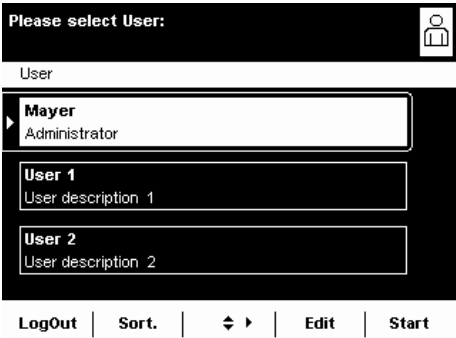 Please select User:
User
Mayer
Administrator
User 1
User description 1
User 2
User description 2
LogOut Sort. Edit Start